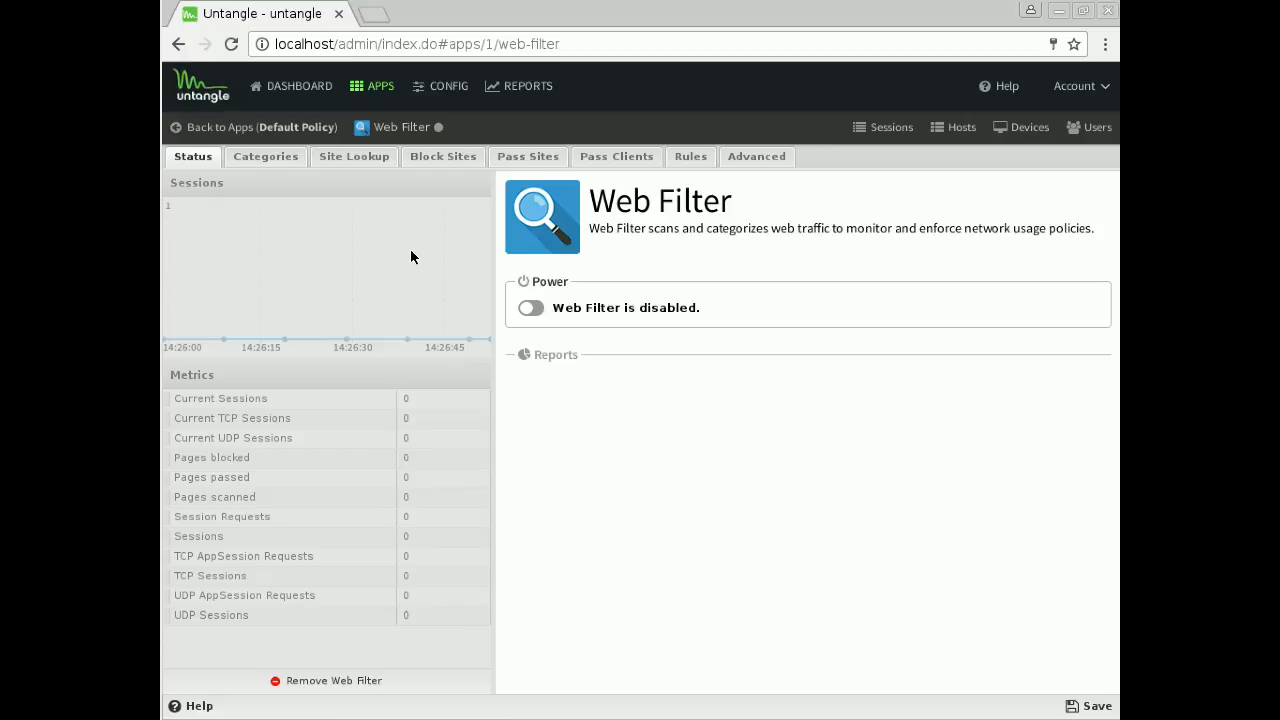 Untangle - untangle
localhost/admin/index.do#apps/1/web-filter
untangle
DASHBOARD
APPS
CONFIG
REPORTS
Help
Account
Back to Apps (Default Policy)
Web Filter
Sessions
Hosts
Devices
Users
Status
Categories
Site Lookup
Block Sites
Pass Sites
Pass Clients
Rules
Advanced
Sessions
1
14:26:00
14:26:15
14:26:30
14:26:45
Metrics
Current Sessions 0
Current TCP Sessions 0
Current UDP Sessions 0
Pages blocked 0
Pages passed 0
Pages scanned 0
Session Requests 0
Sessions 0
TCP AppSession Requests 0
TCP Sessions 0
UDP AppSession Requests 0
UDP Sessions 0
Remove Web Filter
Web Filter
Web Filter scans and categorizes web traffic to monitor and enforce network usage policies.
Power
Web Filter is disabled.
Reports
Help
Save